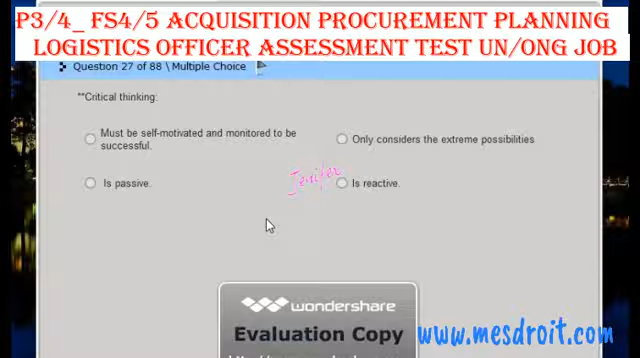 P3/4_ FS4/5 ACQUISITION PROCUREMENT PLANNING
LOGISTICS OFFICER ASSESSMENT TEST UN/ONG JOB
Question 27 of 88 \ Multiple Choice
**Critical thinking:
Must be self-motivated and monitored to be
successful.
Only considers the extreme possibilities
Is passive.
Is reactive.
Jenifer
wondershare
Evaluation Copy
www.mesdroit.com